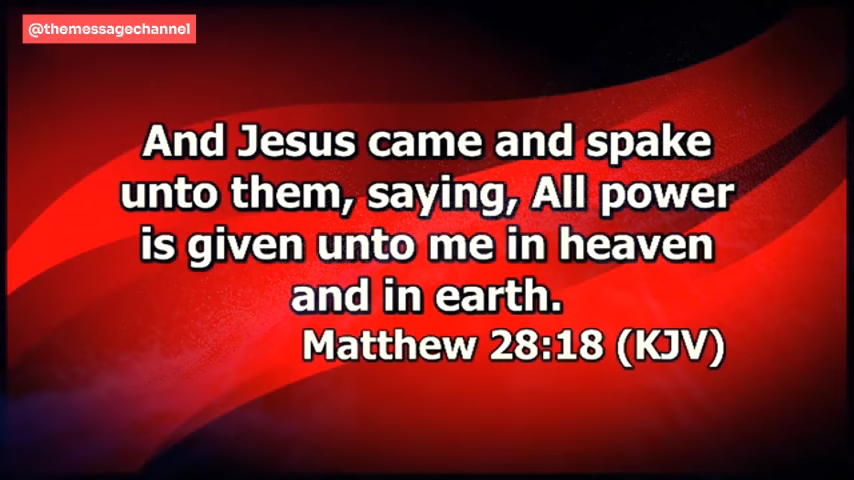 @themessagechannel
And Jesus came and spake
unto them, saying, All power
is given unto me in heaven
and in earth.
Matthew 28:18 (KJV)